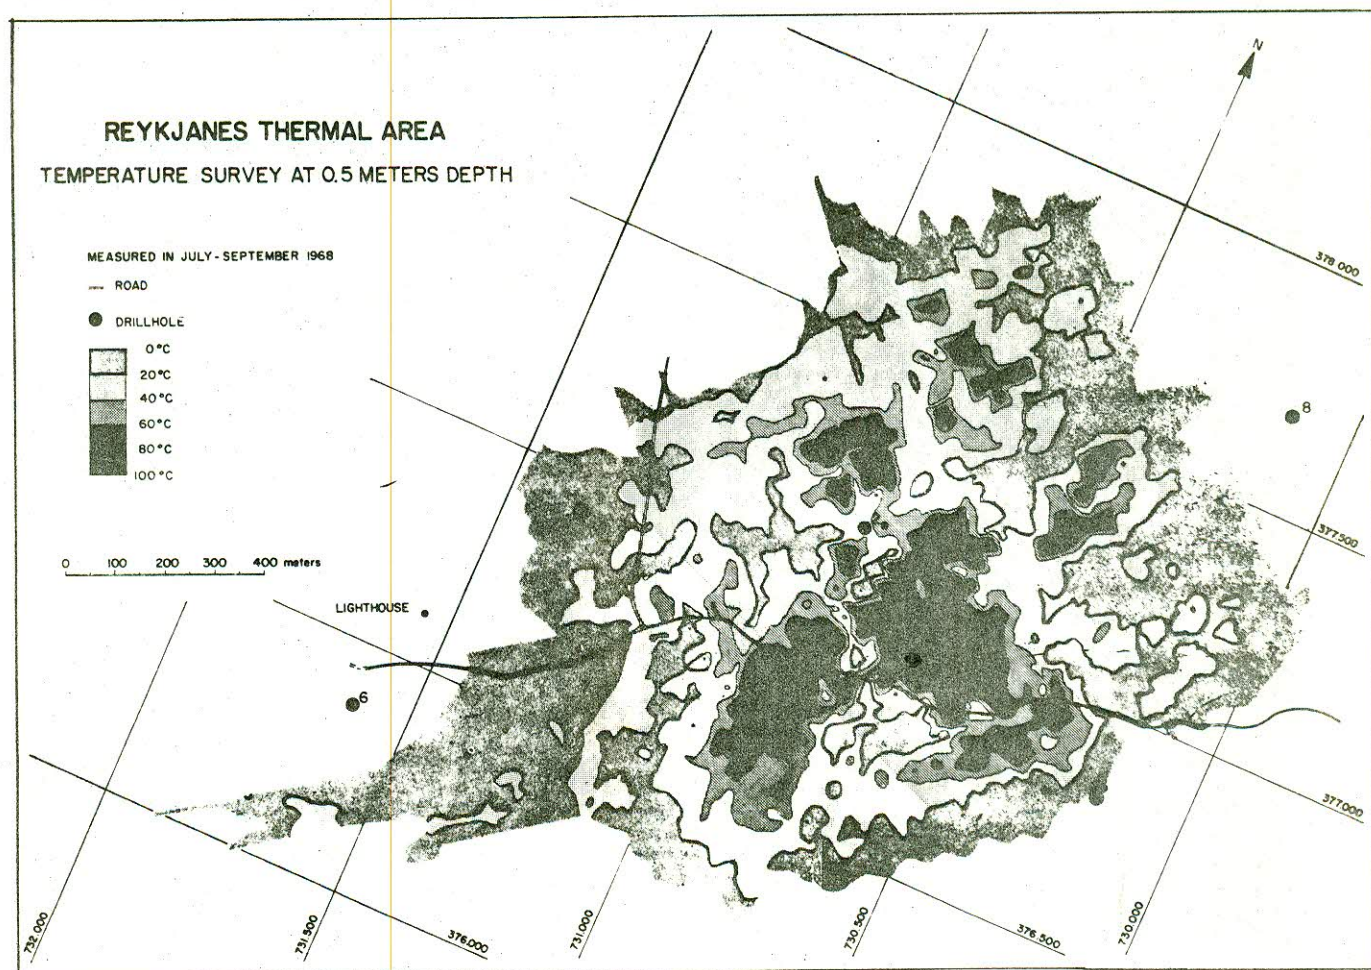 REYKJANES THERMAL AREA
TEMPERATURE SURVEY AT 0.5 METERS DEPTH
MEASURED IN JULY-SEPTEMBER 1968
ROAD
DRILLHOLE
0°C
20°C
40°C
60°C
80°C
100°C
0 100 200 300 400 meters
LIGHTHOUSE
N
378.000
8
377.500
6
377.000
732.000
731.500
376.000
731.000
730.500
376.500
730.000